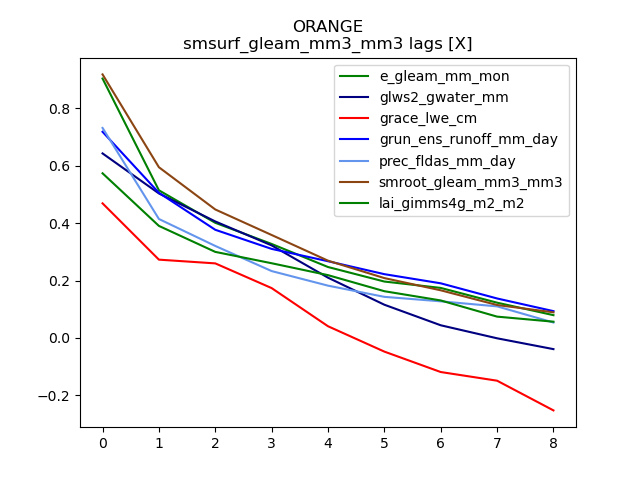 ORANGE
smsurf_gleam_mm3_mm3 lags [X]
e_gleam_mm_mon
glws2_gwater_mm
grace_lwe_cm
grun_ens_runoff_mm_day
prec_fldas_mm_day
smroot_gleam_mm3_mm3
lai_gimms4g_m2_m2
0.8
0.6
0.4
0.2
0.0
−0.2
0 1 2 3 4 5 6 7 8